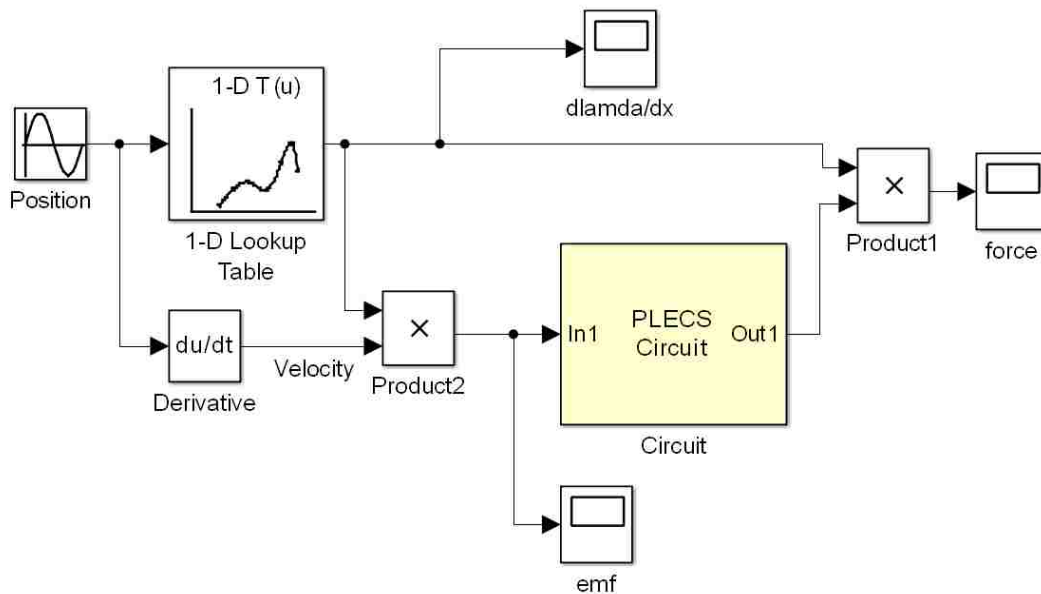 1-D T(u)
dlamda/dx
Position
×
Product1
force
1-D Lookup
Table
du/dt
Derivative
Velocity
×
Product2
In1
PLECS
Circuit
Out1
Circuit
emf